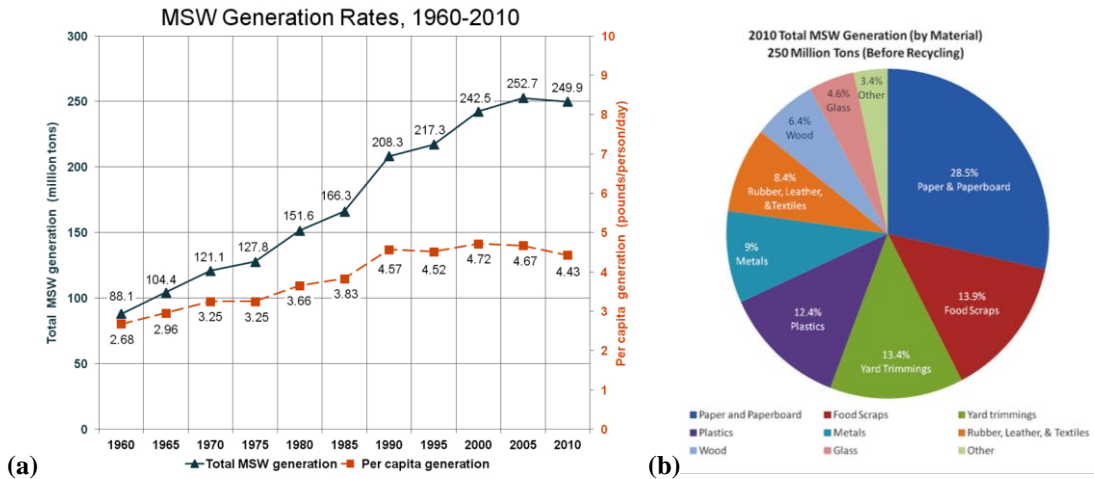 MSW Generation Rates, 1960-2010
Total MSW generation (million tons)
Per capita generation (pounds/person/day)
300
250
200
150
100
50
0
10
9
8
7
6
5
4
3
2
1
0
88.1
104.4
121.1
127.8
151.6
166.3
208.3
217.3
242.5
252.7
249.9
2.68
2.96
3.25
3.25
3.66
3.83
4.57
4.52
4.72
4.67
4.43
1960 1965 1970 1975 1980 1985 1990 1995 2000 2005 2010
Total MSW generation Per capita generation
(a)
2010 Total MSW Generation (by Material)
250 Million Tons (Before Recycling)
28.5%
Paper & Paperboard
13.9%
Food Scraps
13.4%
Yard Trimmings
12.4%
Plastics
9%
Metals
8.4%
Rubber, Leather,
&Textiles
6.4%
Wood
4.6%
Glass
3.4%
Other
Paper and Paperboard Food Scraps Yard trimmings
Plastics Metals Rubber, Leather, & Textiles
Wood Glass Other
(b)